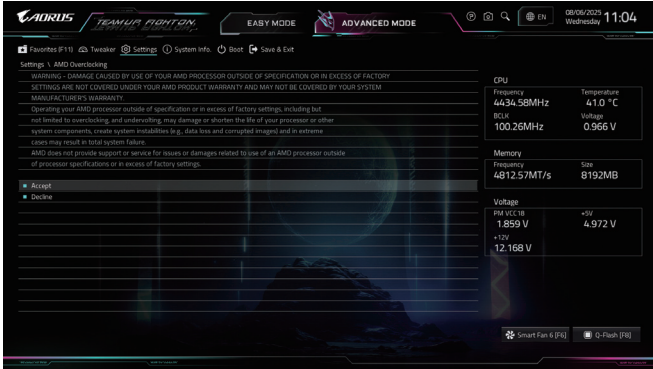 AORUS
TEAM UP. FIGHT ON.
EASY MODE
ADVANCED MODE
EN
08/06/2025
Wednesday
11:04
Favorites (F11) Tweaker Settings System Info. Boot Save & Exit
Settings \ AMD Overclocking
WARNING - DAMAGE CAUSED BY USE OF YOUR AMD PROCESSOR OUTSIDE OF SPECIFICATION OR IN EXCESS OF FACTORY
SETTINGS ARE NOT COVERED UNDER YOUR AMD PRODUCT WARRANTY AND MAY NOT BE COVERED BY YOUR SYSTEM
MANUFACTURER'S WARRANTY.
Operating your AMD processor outside of specification or in excess of factory settings, including but
not limited to overclocking, and undervolting, may damage or shorten the life of your processor or other
system components, create system instabilities (e.g., data loss and corrupted images) and in extreme
cases may result in total system failure.
AMD does not provide support or service for issues or damages related to use of an AMD processor outside
of processor specifications or in excess of factory settings.
Accept
Decline
CPU
Frequency Temperature
4434.58MHz 41.0 °C
BCLK Voltage
100.26MHz 0.966 V
Memory
Frequency Size
4812.57MT/s 8192MB
Voltage
PM VCC18 +5V
1.859 V 4.972 V
+12V
12.168 V
Smart Fan 6 [F6] Q-Flash [F8]